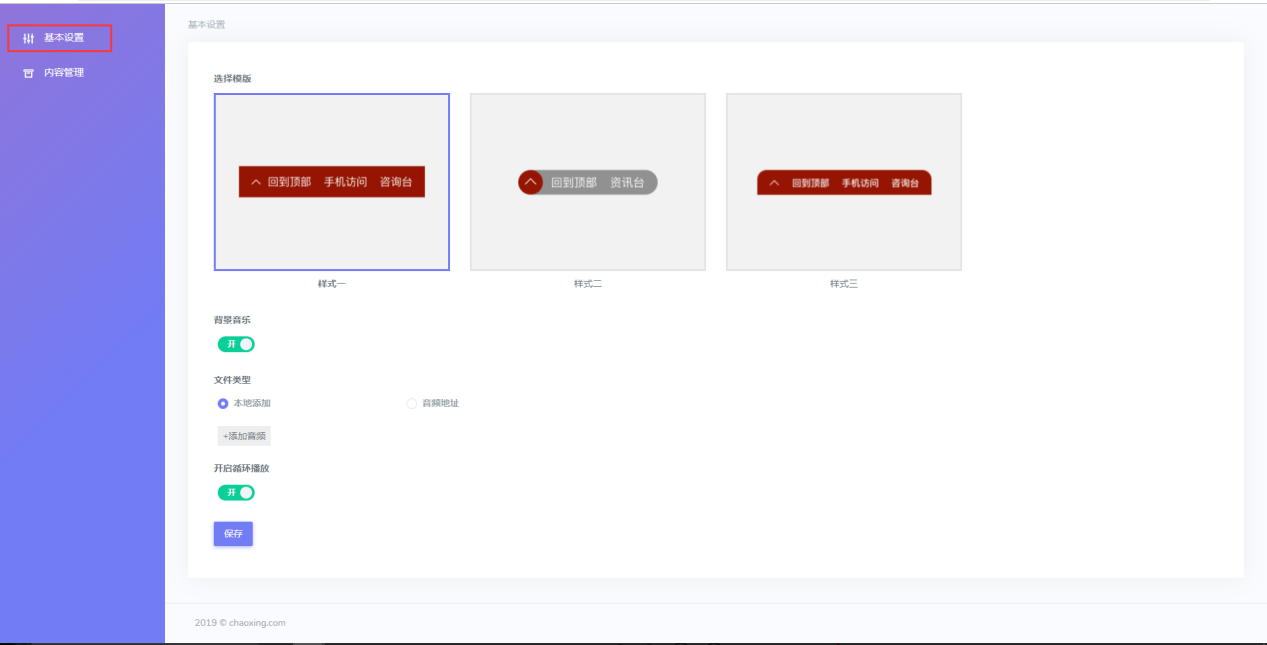 基本设置
内容管理
基本设置
选择模版
回到顶部 手机访问 咨询台
回到顶部 资讯台
回到顶部 手机访问 咨询台
样式一
样式二
样式三
背景音乐
开
文件类型
本地添加 音频地址
+添加音频
开启循环播放
开
保存
2019 © chaoxing.com